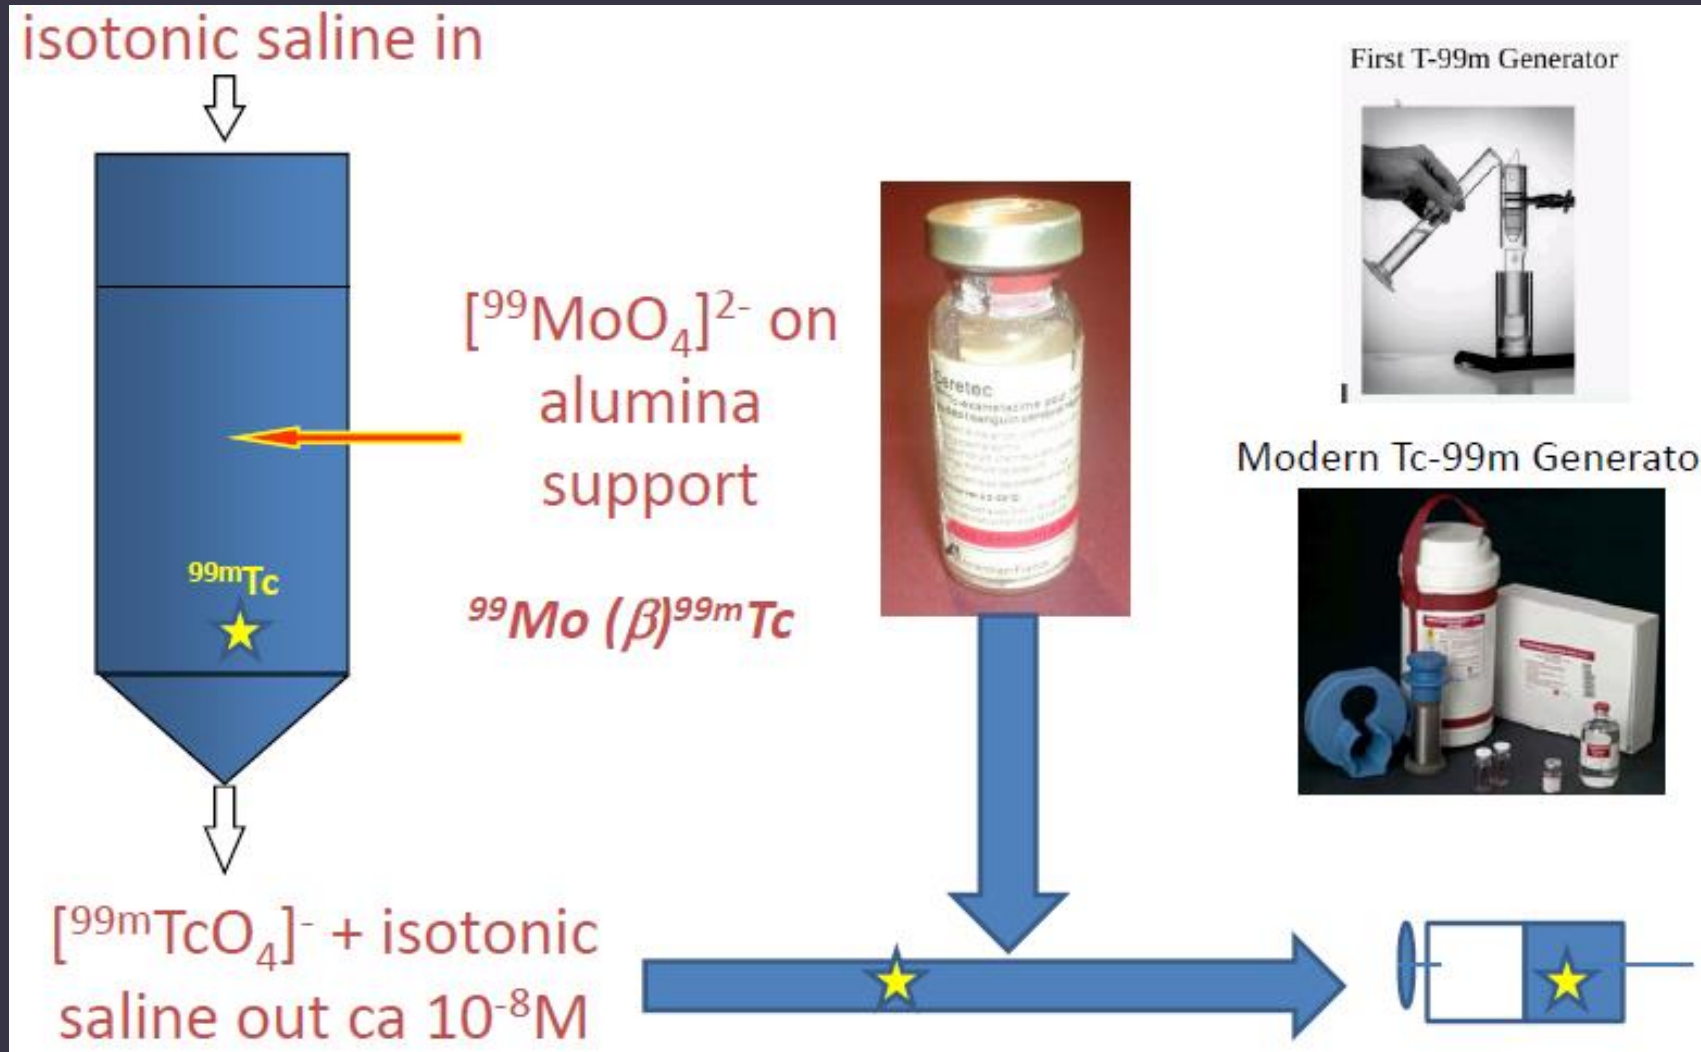 isotonic saline in
[⁹⁹MoO₄]²⁻ on
alumina
support
⁹⁹Mo (β)⁹⁹ᵐTc
⁹⁹ᵐTc
[⁹⁹ᵐTcO₄]⁻ + isotonic
saline out ca 10⁻⁸M
Ceretec
First T-99m Generator
Modern Tc-99m Generato